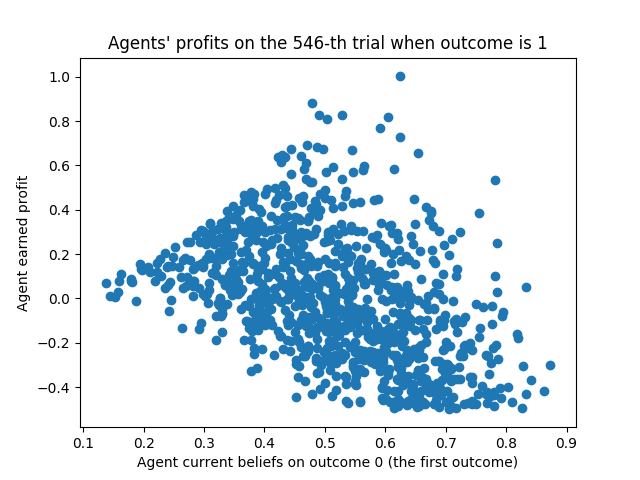 Agents' profits on the 546-th trial when outcome is 1
1.0
0.8
0.6
0.4
0.2
0.0
−0.2
−0.4
Agent earned profit
0.1 0.2 0.3 0.4 0.5 0.6 0.7 0.8 0.9
Agent current beliefs on outcome 0 (the first outcome)